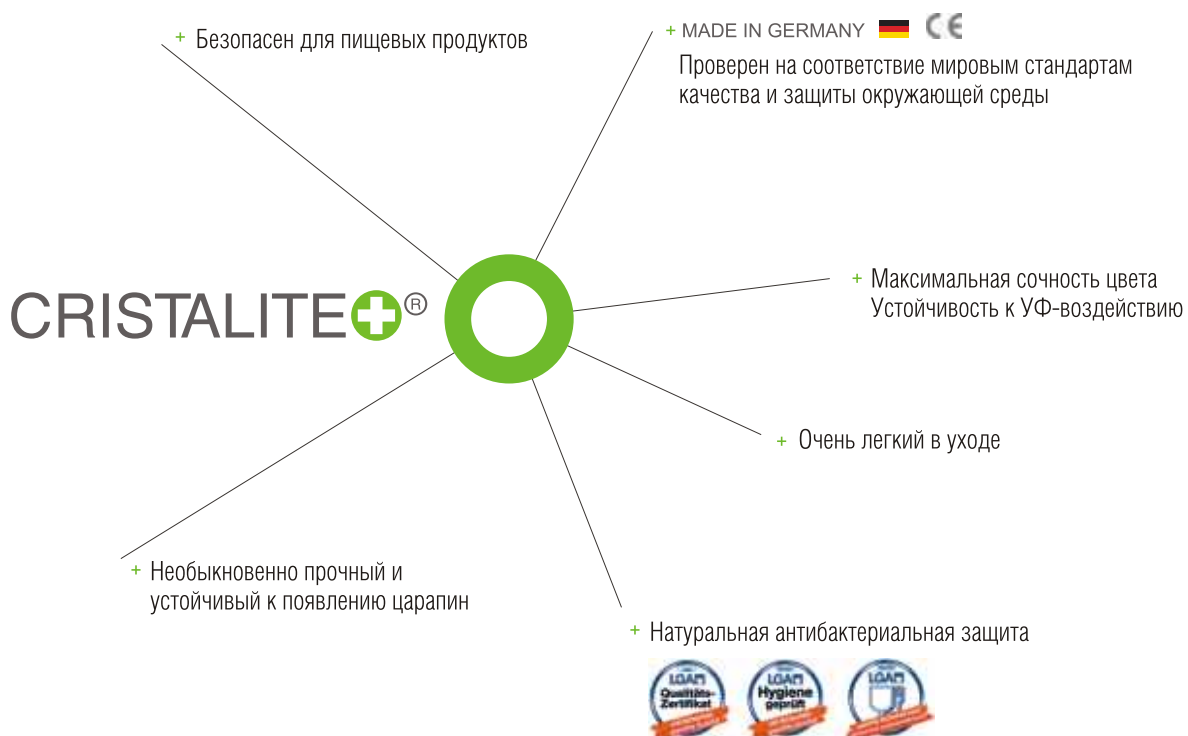 + Безопасен для пищевых продуктов
+ MADE IN GERMANY CE
Проверен на соответствие мировым стандартам
качества и защиты окружающей среды
CRISTALITE+®
+ Максимальная сочность цвета
Устойчивость к УФ-воздействию
+ Очень легкий в уходе
+ Необыкновенно прочный и
устойчивый к появлению царапин
+ Натуральная антибактериальная защита
LGA
Qualitäts-
Zertifikat
LGA
Hygiene
geprüft
LGA